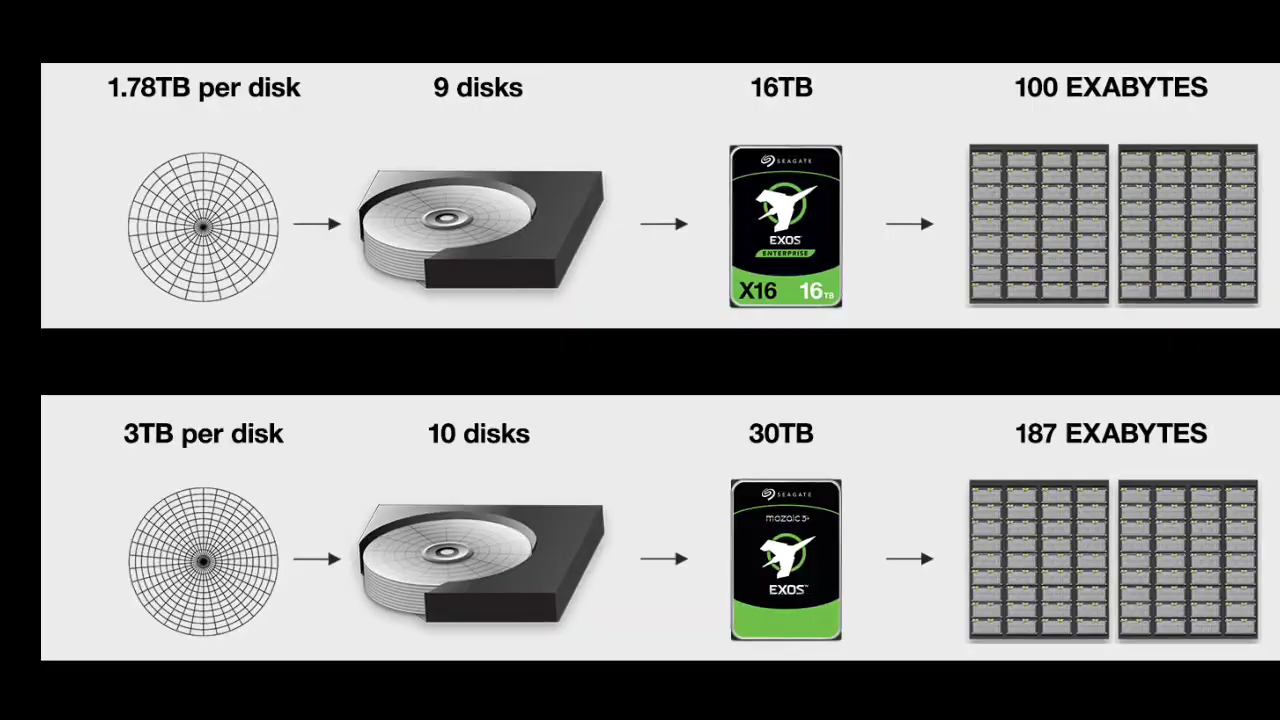 1.78TB per disk
9 disks
16TB
100 EXABYTES
SEAGATE
EXOS
ENTERPRISE
X16 16TB
3TB per disk
10 disks
30TB
187 EXABYTES
SEAGATE
mozaic 3+
EXOS™